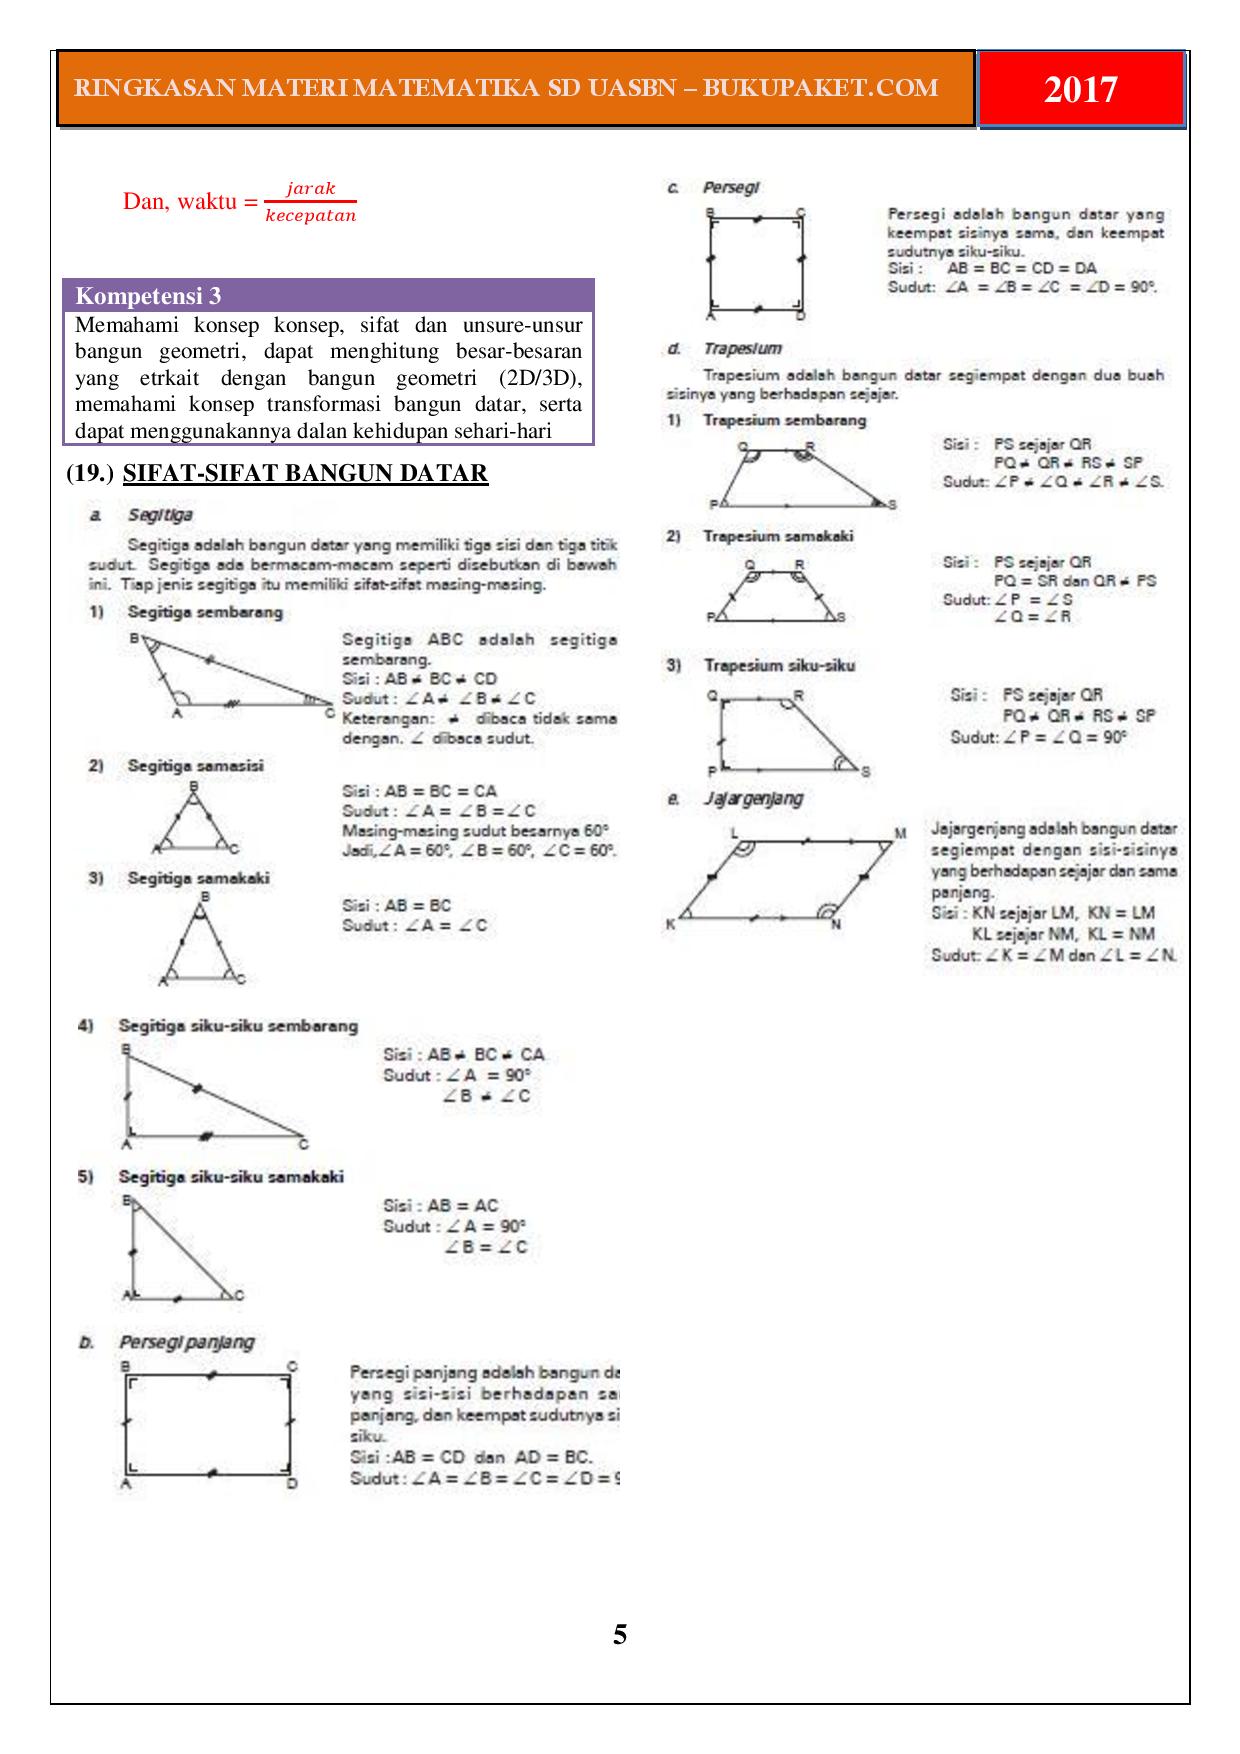 RINGKASAN MATERI MATEMATIKA SD UASBN – BUKUPAKET.COM
2017
Dan, waktu = jarak / kecepatan
Kompetensi 3
Memahami konsep konsep, sifat dan unsure-unsur
bangun geometri, dapat menghitung besar-besaran
yang etrkait dengan bangun geometri (2D/3D),
memahami konsep transformasi bangun datar, serta
dapat menggunakannya dalan kehidupan sehari-hari
(19.) SIFAT-SIFAT BANGUN DATAR
a. Segitiga
Segitiga adalah bangun datar yang memiliki tiga sisi dan tiga titik
sudut. Segitiga ada bermacam-macam seperti disebutkan di bawah
ini. Tiap jenis segitiga itu memiliki sifat-sifat masing-masing.
1) Segitiga sembarang
B
A
C
Segitiga ABC adalah segitiga
sembarang.
Sisi : AB ≠ BC ≠ CD
Sudut : ∠A ≠ ∠B ≠ ∠C
Keterangan: ≠ dibaca tidak sama
dengan. ∠ dibaca sudut.
2) Segitiga samasisi
B
A
C
Sisi : AB = BC = CA
Sudut : ∠A = ∠B = ∠C
Masing-masing sudut besarnya 60°
Jadi, ∠A = 60°, ∠B = 60°, ∠C = 60°.
3) Segitiga samakaki
B
A
C
Sisi : AB = BC
Sudut : ∠A = ∠C
4) Segitiga siku-siku sembarang
B
A
C
Sisi : AB ≠ BC ≠ CA
Sudut : ∠A = 90°
∠B ≠ ∠C
5) Segitiga siku-siku samakaki
B
A
C
Sisi : AB = AC
Sudut : ∠A = 90°
∠B = ∠C
b. Persegi panjang
B
C
A
D
Persegi panjang adalah bangun da
yang sisi-sisi berhadapan sa
panjang, dan keempat sudutnya si
siku.
Sisi : AB = CD dan AD = BC.
Sudut : ∠A = ∠B = ∠C = ∠D = 9
c. Persegi
B
C
A
D
Persegi adalah bangun datar yang
keempat sisinya sama, dan keempat
sudutnya siku-siku.
Sisi : AB = BC = CD = DA
Sudut: ∠A = ∠B = ∠C = ∠D = 90°.
d. Trapesium
Trapesium adalah bangun datar segiempat dengan dua buah
sisinya yang berhadapan sejajar.
1) Trapesium sembarang
Q
R
P
S
Sisi : PS sejajar QR
PQ ≠ QR ≠ RS ≠ SP
Sudut: ∠P ≠ ∠Q ≠ ∠R ≠ ∠S.
2) Trapesium samakaki
Q
R
P
S
Sisi : PS sejajar QR
PQ = SR dan QR ≠ PS
Sudut: ∠P = ∠S
∠Q = ∠R
3) Trapesium siku-siku
Q
R
P
S
Sisi : PS sejajar QR
PQ ≠ QR ≠ RS ≠ SP
Sudut: ∠P = ∠Q = 90°
e. Jajargenjang
L
M
K
N
Jajargenjang adalah bangun datar
segiempat dengan sisi-sisinya
yang berhadapan sejajar dan sama
panjang.
Sisi : KN sejajar LM, KN = LM
KL sejajar NM, KL = NM
Sudut: ∠K = ∠M dan ∠L = ∠N.
5